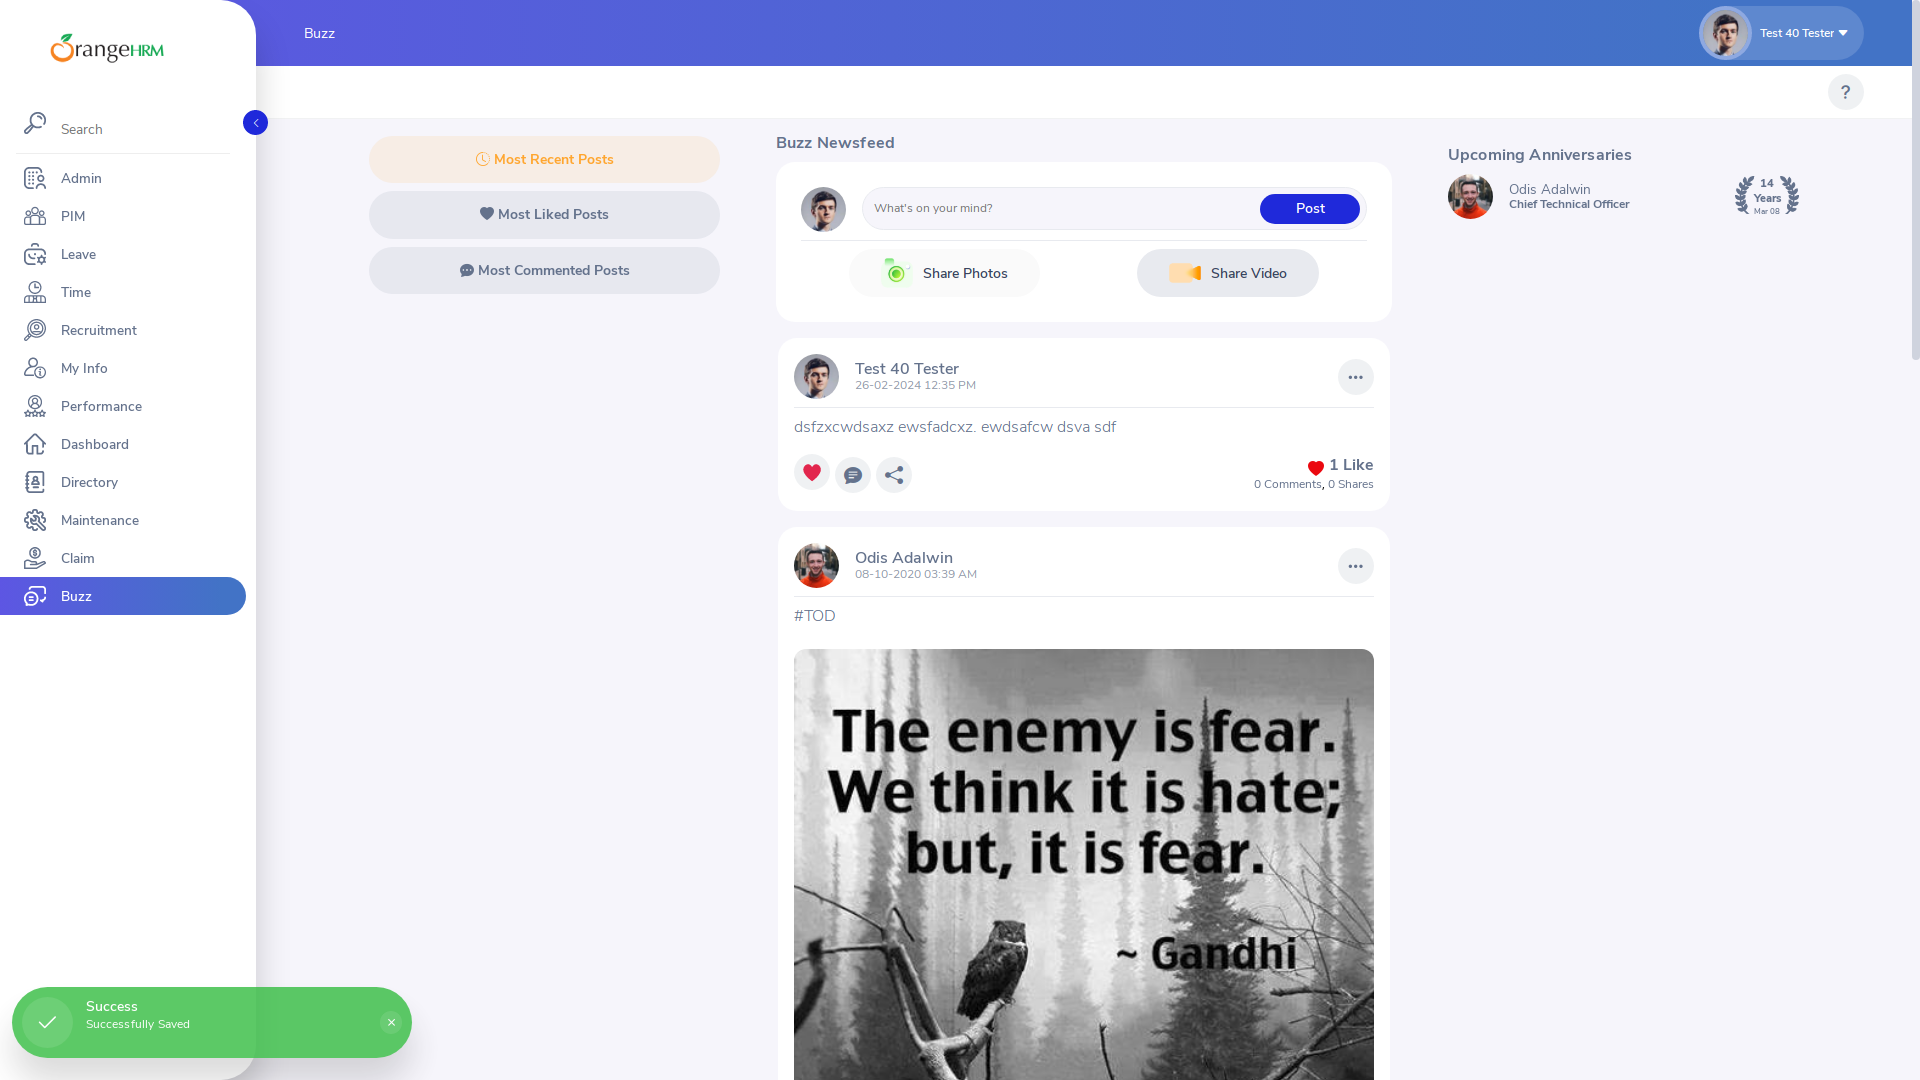 OrangeHRM
Search
Admin
PIM
Leave
Time
Recruitment
My Info
Performance
Dashboard
Directory
Maintenance
Claim
Buzz
Buzz
Test 40 Tester
?
Most Recent Posts
Most Liked Posts
Most Commented Posts
Buzz Newsfeed
What's on your mind?
Post
Share Photos
Share Video
Test 40 Tester
26-02-2024 12:35 PM
dsfzxcwdsaxz ewsfadcxz. ewdsafcw dsva sdf
1 Like
0 Comments, 0 Shares
Odis Adalwin
08-10-2020 03:39 AM
#TOD
The enemy is fear.
We think it is hate;
but, it is fear.
~ Gandhi
Upcoming Anniversaries
Odis Adalwin
Chief Technical Officer
14
Years
Mar 08
Success
Successfully Saved